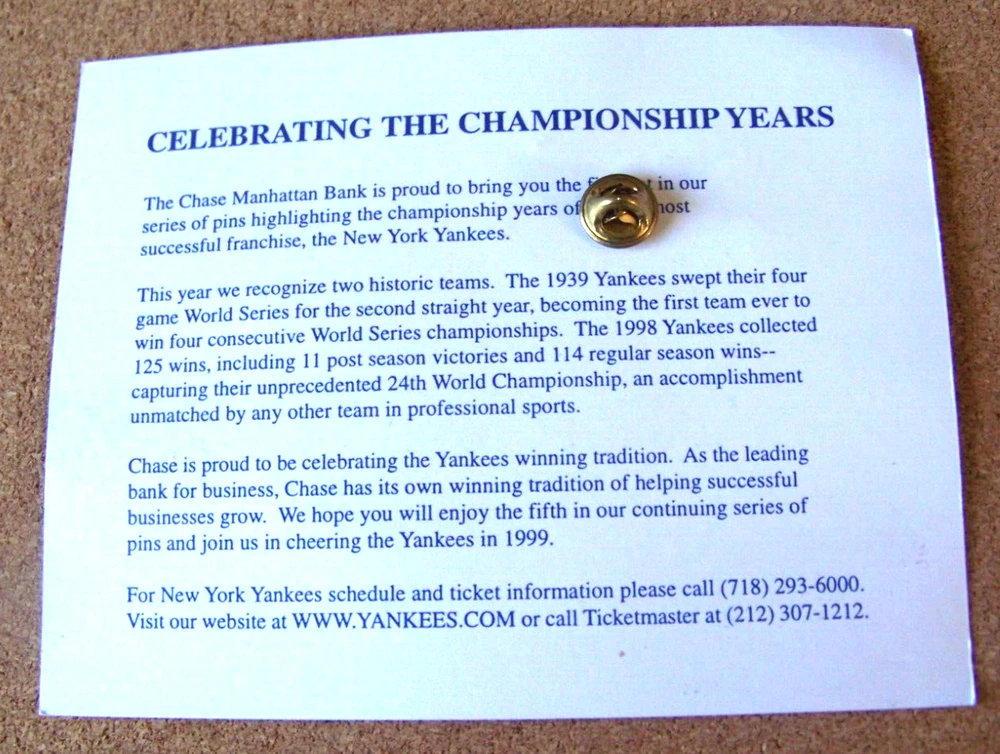 CELEBRATING THE CHAMPIONSHIP YEARS
The Chase Manhattan Bank is proud to bring you the in our
series of pins highlighting the championship years of
successful franchise, the New York Yankees.
This year we recognize two historic teams. The 1939 Yankees swept their four
game World Series for the second straight year, becoming the first team ever to
win four consecutive World Series championships. The 1998 Yankees collected
125 wins, including 11 post season victories and 114 regular season wins--
capturing their unprecedented 24th World Championship, an accomplishment
unmatched by any other team in professional sports.
Chase is proud to be celebrating the Yankees winning tradition. As the leading
bank for business, Chase has its own winning tradition of helping successful
businesses grow. We hope you will enjoy the fifth in our continuing series of
pins and join us in cheering the Yankees in 1999.
For New York Yankees schedule and ticket information please call (718) 293-6000.
Visit our website at WWW.YANKEES.COM or call Ticketmaster at (212) 307-1212.